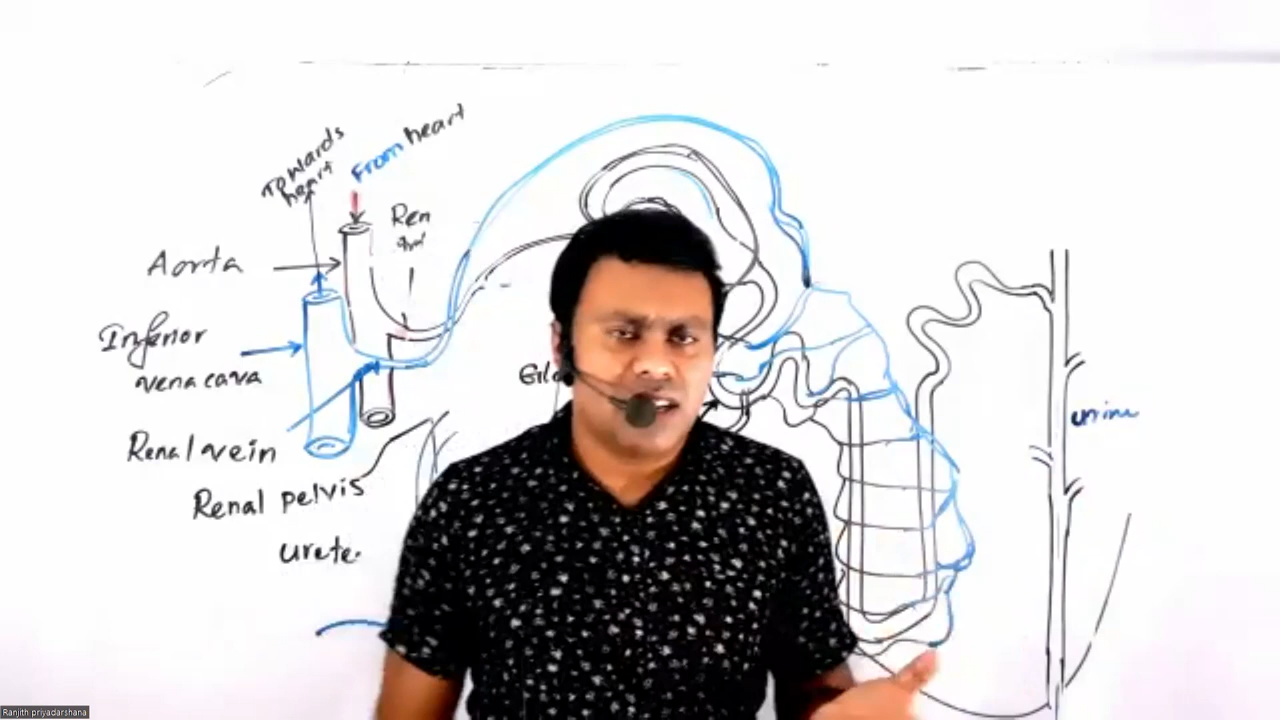 Towards
heart
From heart
Ren
Aorta
Inferior
vena cava
Renal vein
Renal pelvis
urete
urine
Ranjith priyadarshana